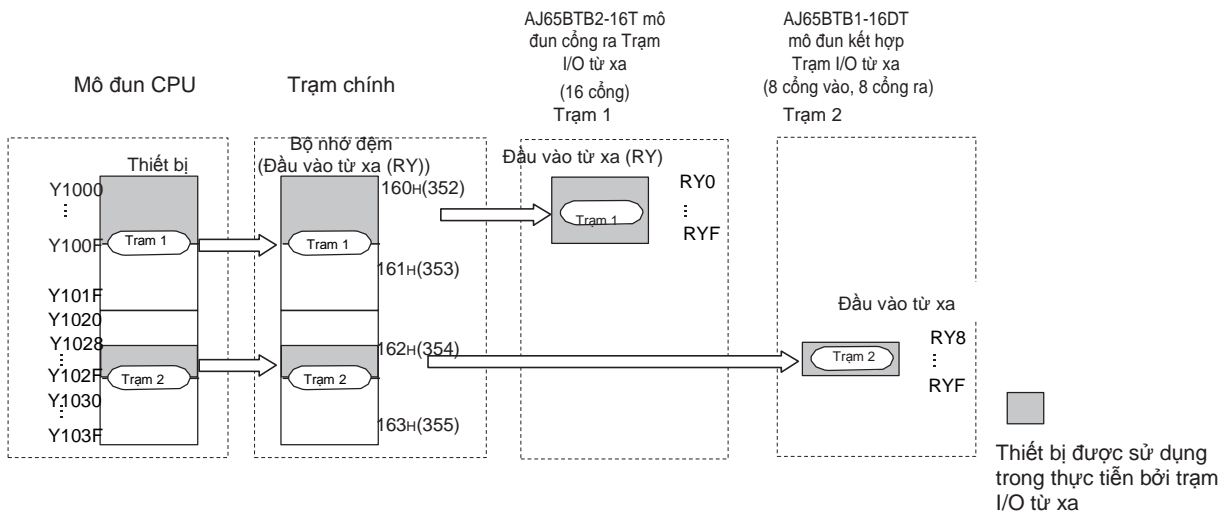 AJ65BTB2-16T mô
đun cổng ra Trạm
I/O từ xa
(16 cổng)
Trạm 1
AJ65BTB1-16DT
mô đun kết hợp
Trạm I/O từ xa
(8 cổng vào, 8 cổng ra)
Trạm 2
Mô đun CPU
Trạm chính
Thiết bị
Y1000
Y100F
Y101F
Y1020
Y1028
Y102F
Y1030
Y103F
Tram 1
Trạm 2
Bộ nhớ đệm
(Đầu vào từ xa (RY))
160H(352)
Tram 1
161H(353)
162H(354)
Trạm 2
163H(355)
Đầu vào từ xa (RY)
Trạm 1
RY0
RYF
Đầu vào từ xa
Trạm 2
RY8
RYF
Thiết bị được sử dụng
trong thực tiễn bởi trạm
I/O từ xa